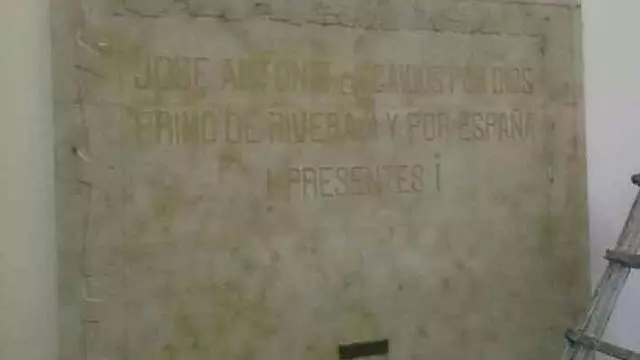 JOSE ANTONIO CAIDOS POR DIOS
PRIMO DE RIVERA Y POR ESPAÑA
¡ PRESENTES ¡